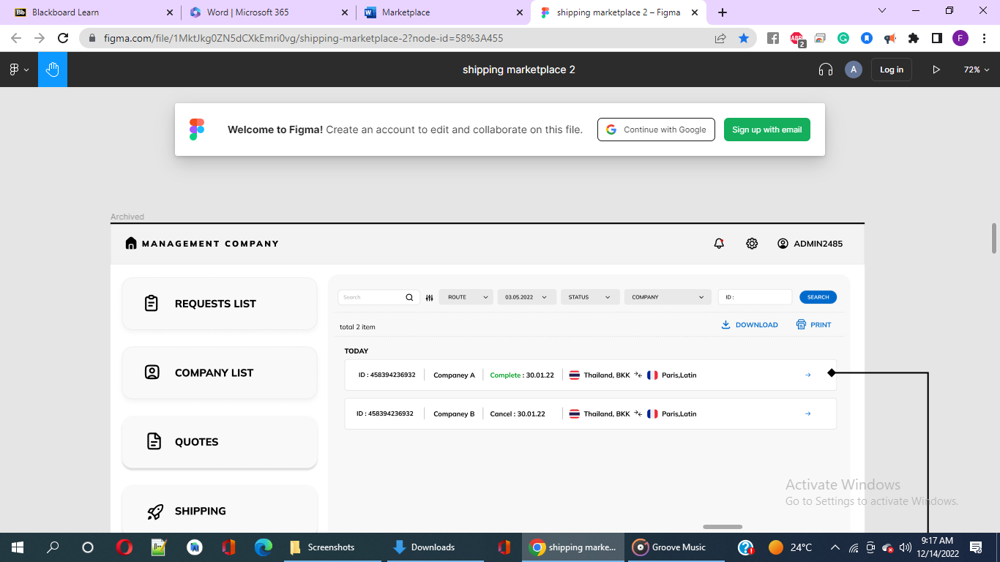 Blackboard Learn
Word | Microsoft 365
Marketplace
shipping marketplace 2 – Figma
figma.com/file/1MktJkg0ZN5dCXkEmri0vg/shipping-marketplace-2?node-id=58%3A455
ABP
2
F
shipping marketplace 2
A
Log in
72%
Welcome to Figma! Create an account to edit and collaborate on this file.
Continue with Google
Sign up with email
Archived
MANAGEMENT COMPANY
ADMIN2485
REQUESTS LIST
COMPANY LIST
QUOTES
SHIPPING
Search
ROUTE
03.05.2022
STATUS
COMPANY
ID :
SEARCH
total 2 item
DOWNLOAD
PRINT
TODAY
ID : 458394236932 Companey A Complete : 30.01.22 Thailand, BKK Paris,Latin
ID : 458394236932 Companey B Cancel : 30.01.22 Thailand, BKK Paris,Latin
Activate Windows
Go to Settings to activate Windows.
Screenshots
Downloads
shipping marke...
Groove Music
24°C
9:17 AM
12/14/2022